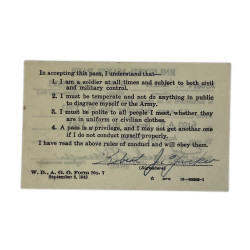 In accepting this pass, I understand that—
1. I am a soldier at all times and subject to both civil
and military control.
2. I must be temperate and not do anything in public
to disgrace myself or the Army.
3. I must be polite to all people I meet, whether they
are in uniform or civilian clothes.
4. A pass is a privilege, and I may not get another one
if I do not conduct myself properly.
I have read the above rules of conduct and will obey them.
Robert J.
(Signature)
W. D., A. G. O. Form No. 7